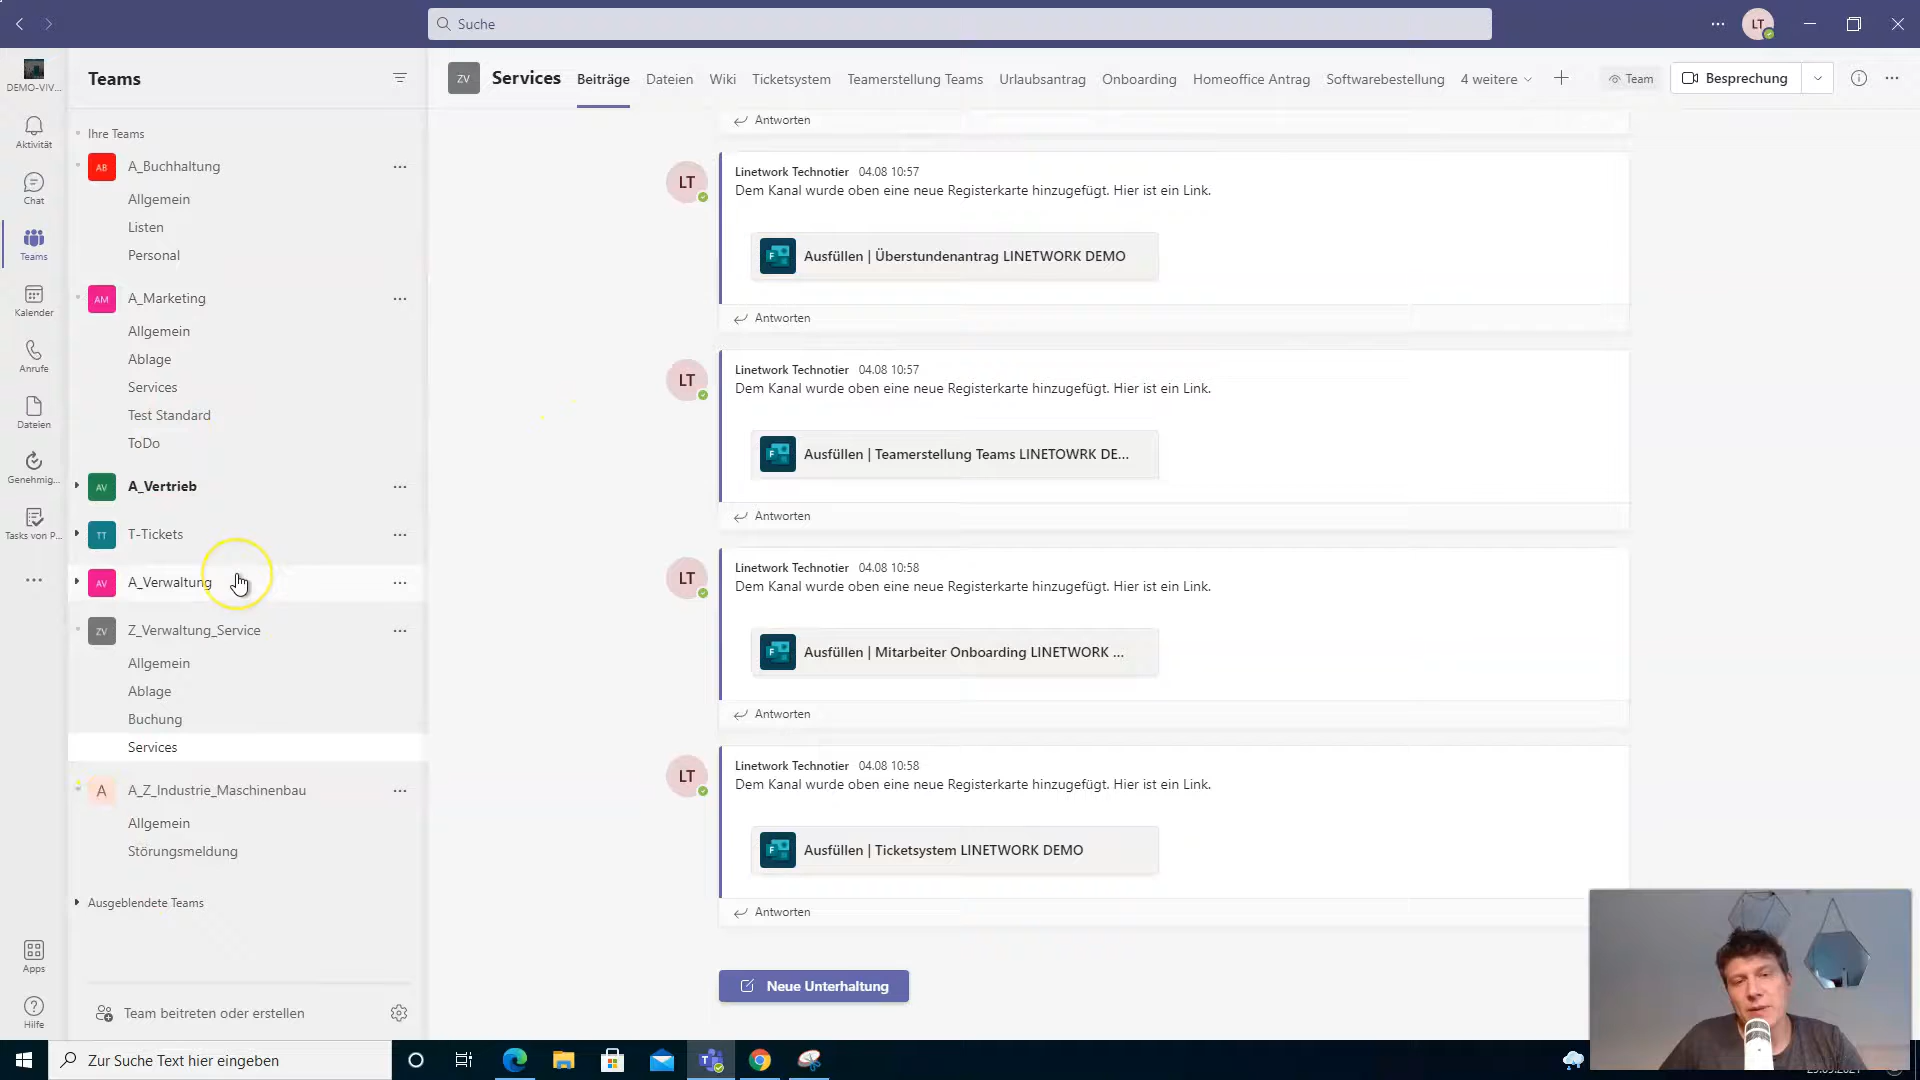 Suche
LT
DEMO-VIV...
Aktivität
Chat
Teams
Kalender
Anrufe
Dateien
Genehmig...
Tasks von P...
Apps
Hilfe
Teams
Ihre Teams
AB A_Buchhaltung
Allgemein
Listen
Personal
AM A_Marketing
Allgemein
Ablage
Services
Test Standard
ToDo
AV A_Vertrieb
TT T-Tickets
AV A_Verwaltung
ZV Z_Verwaltung_Service
Allgemein
Ablage
Buchung
Services
A A_Z_Industrie_Maschinenbau
Allgemein
Störungsmeldung
Ausgeblendete Teams
Team beitreten oder erstellen
ZV Services Beiträge Dateien Wiki Ticketsystem Teamerstellung Teams Urlaubsantrag Onboarding Homeoffice Antrag Softwarebestellung 4 weitere Team Besprechung
Antworten
LT
Linetwork Technotier 04.08 10:57
Dem Kanal wurde oben eine neue Registerkarte hinzugefügt. Hier ist ein Link.
Ausfüllen | Überstundenantrag LINETWORK DEMO
Antworten
LT
Linetwork Technotier 04.08 10:57
Dem Kanal wurde oben eine neue Registerkarte hinzugefügt. Hier ist ein Link.
Ausfüllen | Teamerstellung Teams LINETOWRK DE...
Antworten
LT
Linetwork Technotier 04.08 10:58
Dem Kanal wurde oben eine neue Registerkarte hinzugefügt. Hier ist ein Link.
Ausfüllen | Mitarbeiter Onboarding LINETWORK ...
Antworten
LT
Linetwork Technotier 04.08 10:58
Dem Kanal wurde oben eine neue Registerkarte hinzugefügt. Hier ist ein Link.
Ausfüllen | Ticketsystem LINETWORK DEMO
Antworten
Neue Unterhaltung
Zur Suche Text hier eingeben